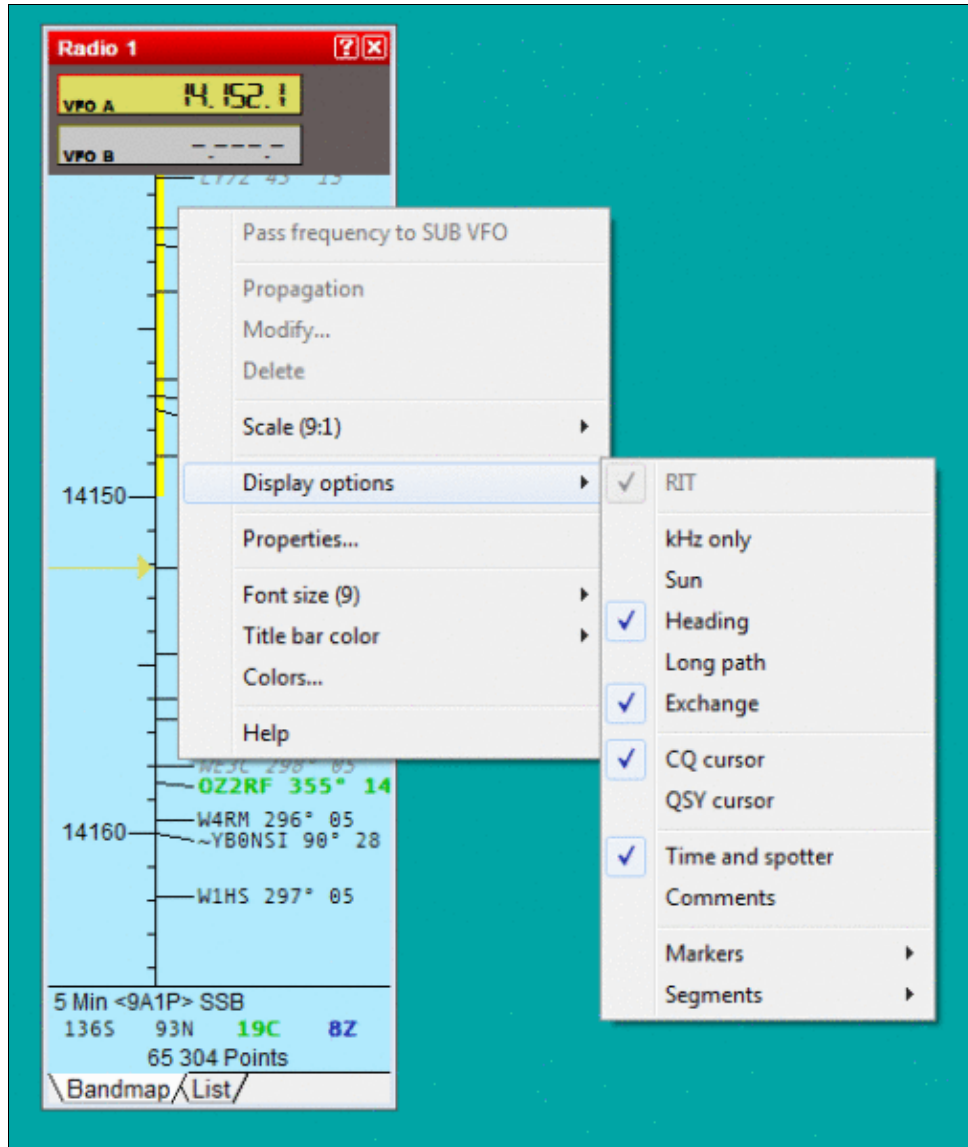 Radio 1
VFO A 14.152.1
VFO B -.---.-
Pass frequency to SUB VFO
Propagation
Modify...
Delete
Scale (9:1)
Display options
Properties...
Font size (9)
Title bar color
Colors...
Help
RIT
kHz only
Sun
Heading
Long path
Exchange
CQ cursor
QSY cursor
Time and spotter
Comments
Markers
Segments
14150
WE3C 298° 05
OZ2RF 355° 14
W4RM 296° 05
14160
~YB0NSI 90° 28
W1HS 297° 05
5 Min <9A1P> SSB
136S 93N 19C 8Z
65 304 Points
Bandmap List